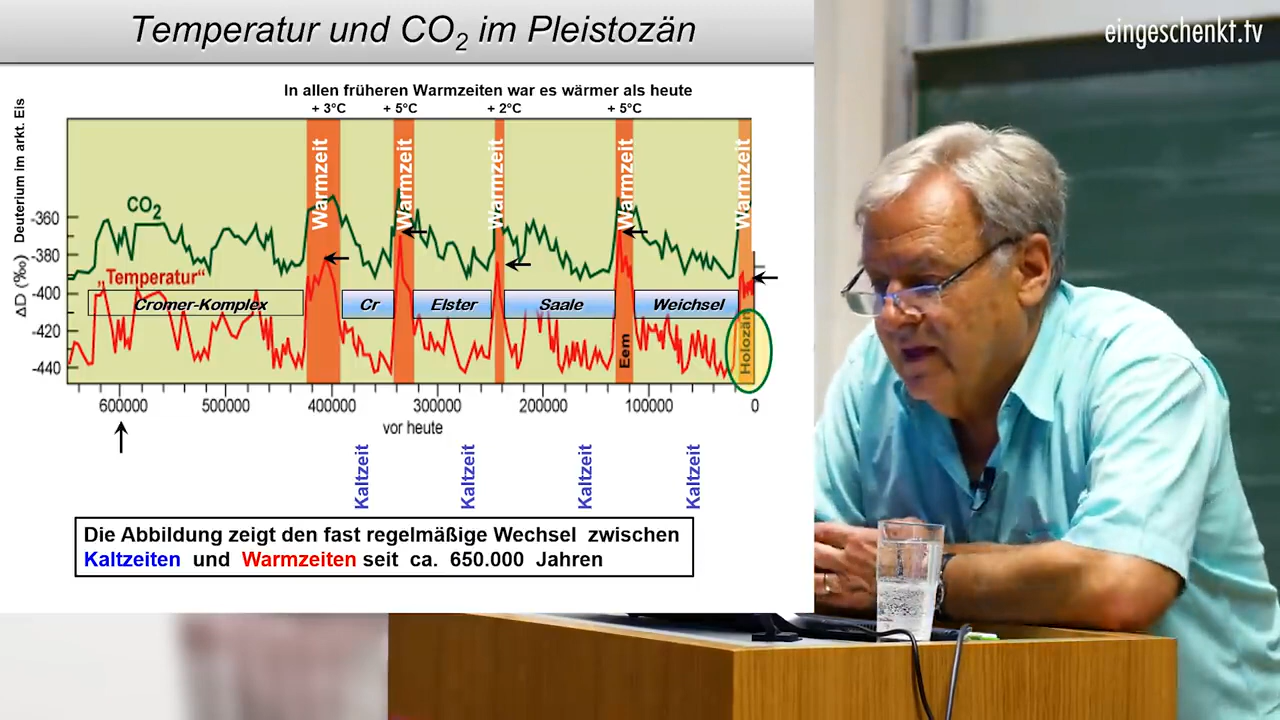 Temperatur und CO₂ im Pleistozän
eingeschenkt.tv
In allen früheren Warmzeiten war es wärmer als heute
+ 3°C + 5°C + 2°C + 5°C
ΔD (‰) Deuterium im arkt. Eis
Warmzeit Warmzeit Warmzeit Warmzeit Warmzeit
CO₂
-360
-380
„Temperatur“
-400
Cromer-Komplex Cr Elster Saale Weichsel
-420
Eem Holozän
-440
600000 500000 400000 300000 200000 100000 0
vor heute
Kaltzeit Kaltzeit Kaltzeit Kaltzeit
Die Abbildung zeigt den fast regelmäßige Wechsel zwischen
Kaltzeiten und Warmzeiten seit ca. 650.000 Jahren